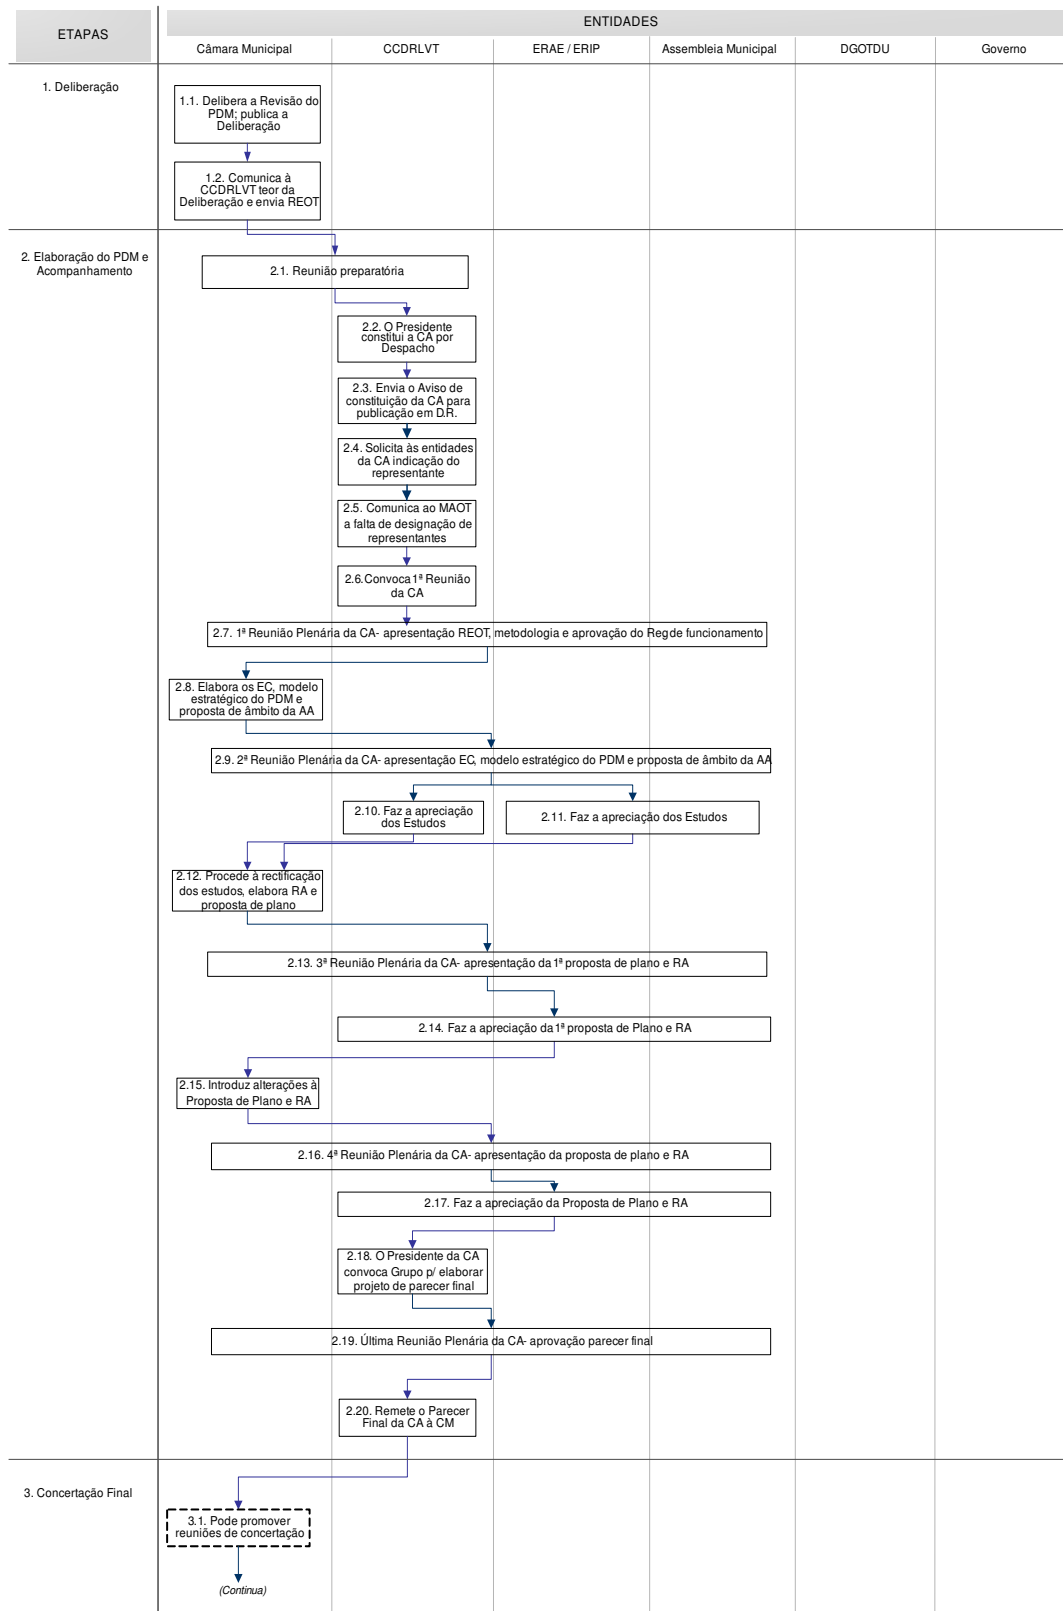 ETAPAS
ENTIDADES
Câmara Municipal
CCDRLVT
ERAE / ERIP
Assembleia Municipal
DGOTDU
Governo
1. Deliberação
1.1. Delibera a Revisão do
PDM; publica a
Deliberação
1.2. Comunica à
CCDRLVT teor da
Deliberação e envia REOT
2. Elaboração do PDM e
Acompanhamento
2.1. Reunião preparatória
2.2. O Presidente
constitui a CA por
Despacho
2.3. Envia o Aviso de
constituição da CA para
publicação em D.R.
2.4. Solicita às entidades
da CA indicação do
representante
2.5. Comunica ao MAOT
a falta de designação de
representantes
2.6.Convoca 1ª Reunião
da CA
2.7. 1ª Reunião Plenária da CA- apresentação REOT, metodologia e aprovação do Reg de funcionamento
2.8. Elabora os EC, modelo
estratégico do PDM e
proposta de âmbito da AA
2.9. 2ª Reunião Plenária da CA- apresentação EC, modelo estratégico do PDM e proposta de âmbito da AA
2.10. Faz a apreciação
dos Estudos
2.11. Faz a apreciação dos Estudos
2.12. Procede à rectificação
dos estudos, elabora RA e
proposta de plano
2.13. 3ª Reunião Plenária da CA- apresentação da 1ª proposta de plano e RA
2.14. Faz a apreciação da 1ª proposta de Plano e RA
2.15. Introduz alterações à
Proposta de Plano e RA
2.16. 4ª Reunião Plenária da CA- apresentação da proposta de plano e RA
2.17. Faz a apreciação da Proposta de Plano e RA
2.18. O Presidente da CA
convoca Grupo p/ elaborar
projeto de parecer final
2.19. Última Reunião Plenária da CA- aprovação parecer final
2.20. Remete o Parecer
Final da CA à CM
3. Concertação Final
3.1. Pode promover
reuniões de concertação
(Continua)